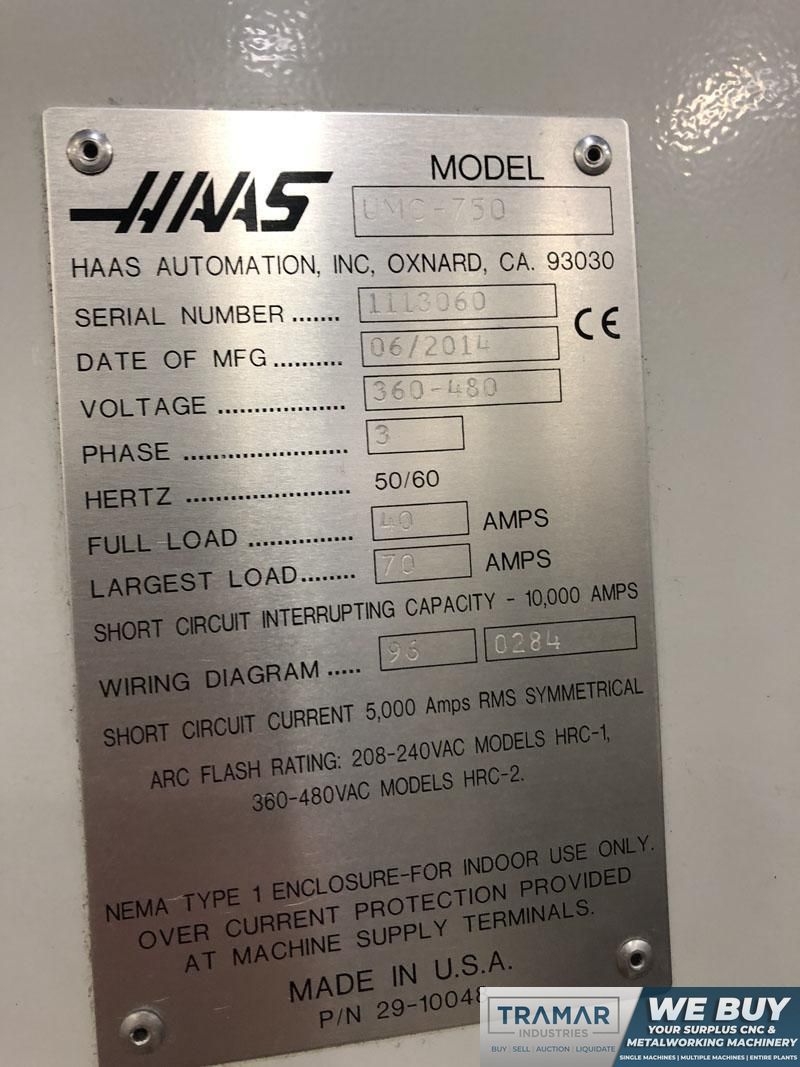 HAAS
MODEL
UMC-750
HAAS AUTOMATION, INC, OXNARD, CA. 93030
SERIAL NUMBER ....... 1113060
CE
DATE OF MFG.......... 06/2014
VOLTAGE .................. 360-480
PHASE ....................... 3
HERTZ ....................... 50/60
FULL LOAD ............... 40 AMPS
LARGEST LOAD........ 70 AMPS
SHORT CIRCUIT INTERRUPTING CAPACITY - 10,000 AMPS
WIRING DIAGRAM ..... 96 0284
SHORT CIRCUIT CURRENT 5,000 Amps RMS SYMMETRICAL
ARC FLASH RATING: 208-240VAC MODELS HRC-1,
360-480VAC MODELS HRC-2.
NEMA TYPE 1 ENCLOSURE-FOR INDOOR USE ONLY.
OVER CURRENT PROTECTION PROVIDED
AT MACHINE SUPPLY TERMINALS.
MADE IN U.S.A.
P/N
TRAMAR
INDUSTRIES
BUY | SELL | AUCTION | LIQUIDATE
WE BUY
YOUR SURPLUS CNC &
METALWORKING MACHINERY
SINGLE MACHINES | MULTIPLE MACHINES | ENTIRE PLANTS